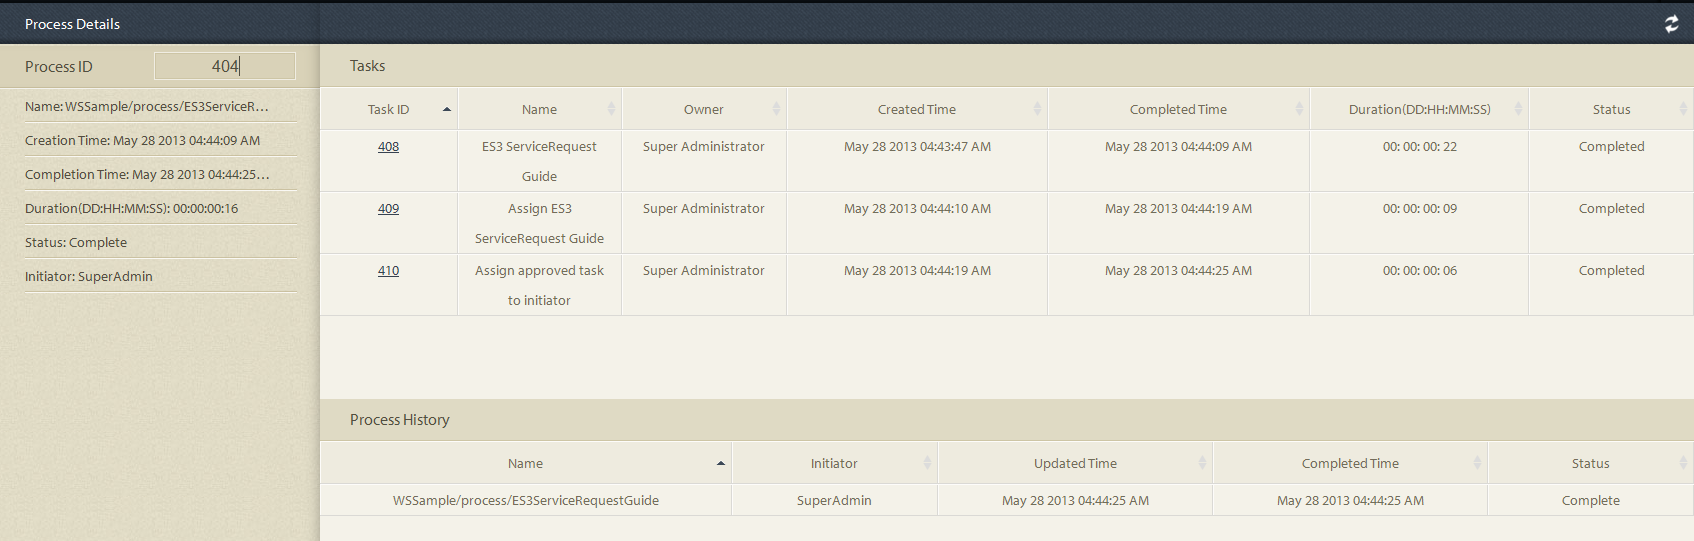 Process Details
Process ID 404
Name: WSSample/process/ES3ServiceR...
Creation Time: May 28 2013 04:44:09 AM
Completion Time: May 28 2013 04:44:25...
Duration(DD:HH:MM:SS): 00:00:00:16
Status: Complete
Initiator: SuperAdmin
Tasks
Task ID Name Owner Created Time Completed Time Duration(DD:HH:MM:SS) Status
408 ES3 ServiceRequest Super Administrator May 28 2013 04:43:47 AM May 28 2013 04:44:09 AM 00: 00: 00: 22 Completed
Guide
409 Assign ES3 Super Administrator May 28 2013 04:44:10 AM May 28 2013 04:44:19 AM 00: 00: 00: 09 Completed
ServiceRequest Guide
410 Assign approved task Super Administrator May 28 2013 04:44:19 AM May 28 2013 04:44:25 AM 00: 00: 00: 06 Completed
to initiator
Process History
Name Initiator Updated Time Completed Time Status
WSSample/process/ES3ServiceRequestGuide SuperAdmin May 28 2013 04:44:25 AM May 28 2013 04:44:25 AM Complete